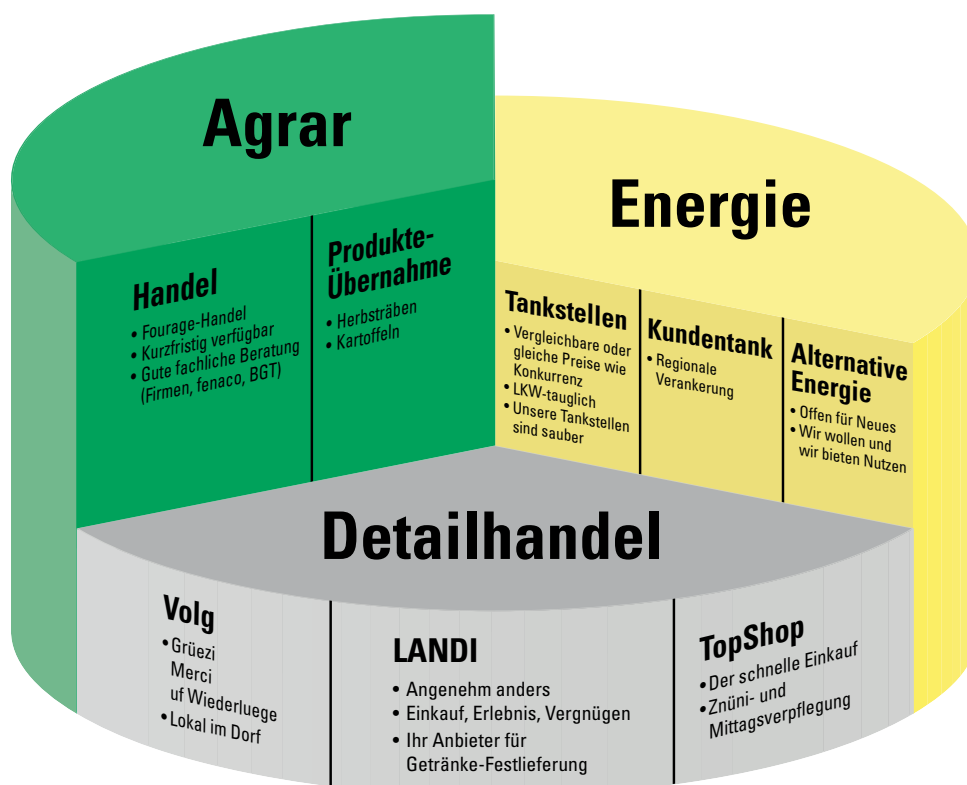 Agrar
Handel
• Fourage-Handel
• Kurzfristig verfügbar
• Gute fachliche Beratung
(Firmen, fenaco, BGT)
Produkte-
Übernahme
• Herbsträben
• Kartoffeln
Energie
Tankstellen
• Vergleichbare oder
gleiche Preise wie
Konkurrenz
• LKW-tauglich
• Unsere Tankstellen
sind sauber
Kundentank
• Regionale
Verankerung
Alternative
Energie
• Offen für Neues
• Wir wollen und
wir bieten Nutzen
Detailhandel
Volg
• Grüezi
Merci
uf Wiederluege
• Lokal im Dorf
LANDI
• Angenehm anders
• Einkauf, Erlebnis, Vergnügen
• Ihr Anbieter für
Getränke-Festlieferung
TopShop
• Der schnelle Einkauf
• Znüni- und
Mittagsverpflegung